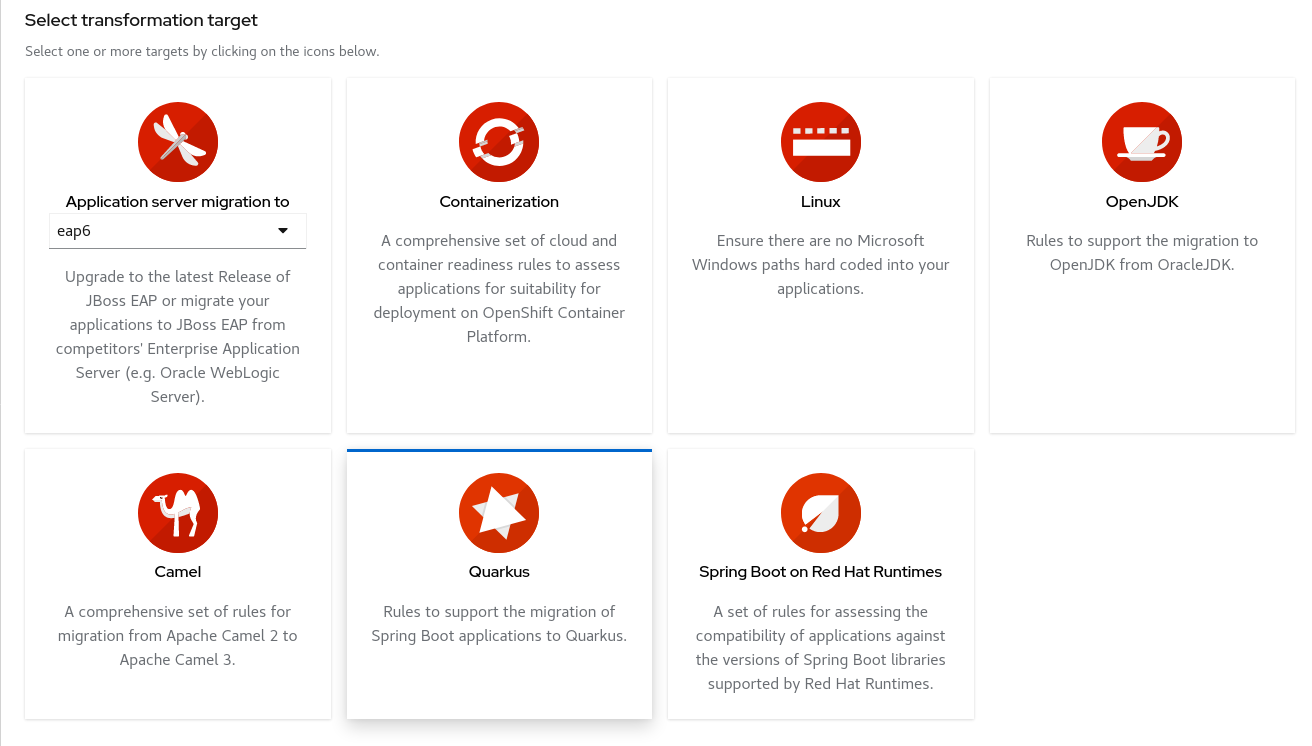 Select transformation target
Select one or more targets by clicking on the icons below.
Application server migration to
eap6
Upgrade to the latest Release of
JBoss EAP or migrate your
applications to JBoss EAP from
competitors' Enterprise Application
Server (e.g. Oracle WebLogic
Server).
Containerization
A comprehensive set of cloud and
container readiness rules to assess
applications for suitability for
deployment on OpenShift Container
Platform.
Linux
Ensure there are no Microsoft
Windows paths hard coded into your
applications.
OpenJDK
Rules to support the migration to
OpenJDK from OracleJDK.
Camel
A comprehensive set of rules for
migration from Apache Camel 2 to
Apache Camel 3.
Quarkus
Rules to support the migration of
Spring Boot applications to Quarkus.
Spring Boot on Red Hat Runtimes
A set of rules for assessing the
compatibility of applications against
the versions of Spring Boot libraries
supported by Red Hat Runtimes.